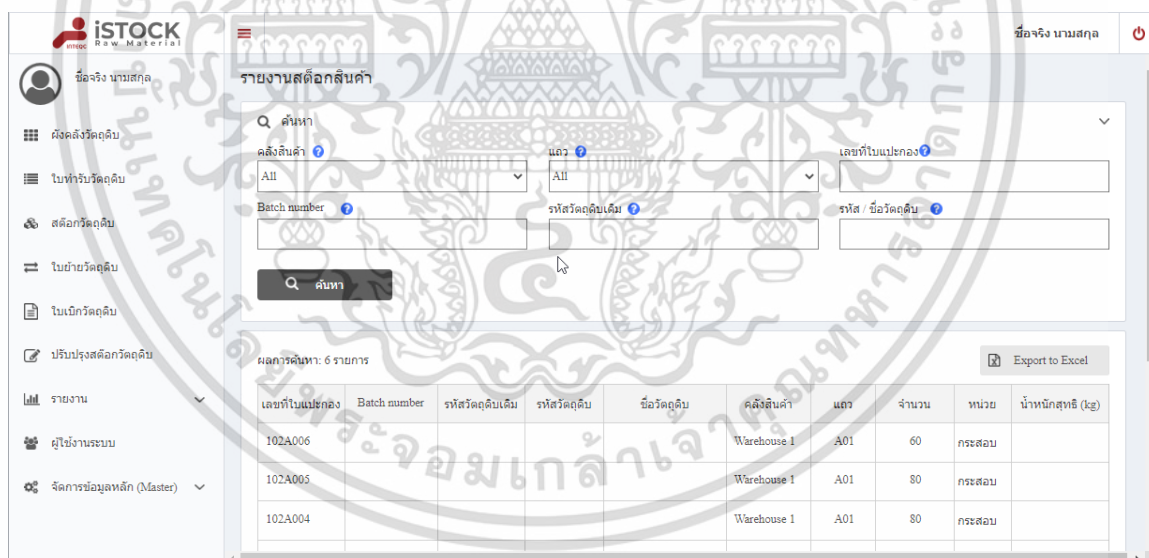 iSTOCK
Raw Material
INTEQC
ชื่อจริง นามสกุล
ชื่อจริง นามสกุล
ผังคลังวัตถุดิบ
ใบทำรับวัตถุดิบ
สต๊อกวัตถุดิบ
ใบย้ายวัตถุดิบ
ใบเบิกวัตถุดิบ
ปรับปรุงสต๊อกวัตถุดิบ
รายงาน
ผู้ใช้งานระบบ
จัดการข้อมูลหลัก (Master)
รายงานสต็อกสินค้า
ค้นหา
คลังสินค้า แถว เลขที่ใบแปะกอง
All All
Batch number รหัสวัตถุดิบเดิม รหัส / ชื่อวัตถุดิบ
ค้นหา
ผลการค้นหา: 6 รายการ Export to Excel
เลขที่ใบแปะกอง Batch number รหัสวัตถุดิบเดิม รหัสวัตถุดิบ ชื่อวัตถุดิบ คลังสินค้า แถว จำนวน หน่วย น้ำหนักสุทธิ (kg)
102A006 Warehouse 1 A01 60 กระสอบ
102A005 Warehouse 1 A01 80 กระสอบ
102A004 Warehouse 1 A01 80 กระสอบ